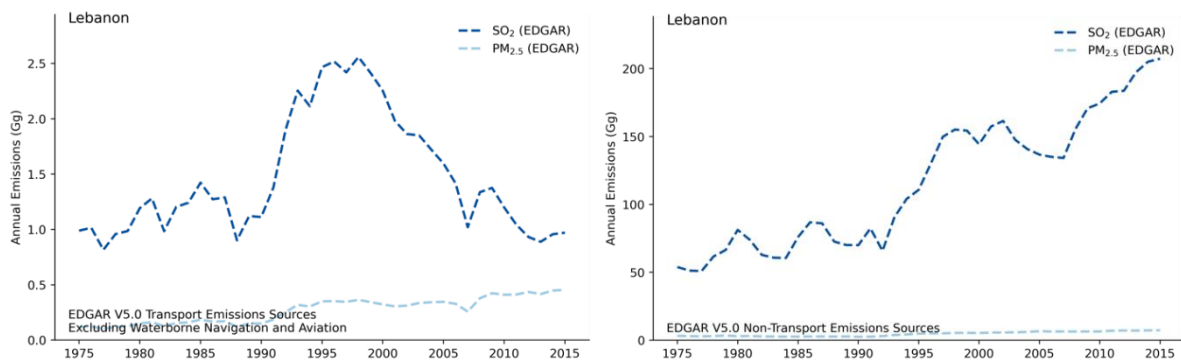 Lebanon
SO₂ (EDGAR)
PM₂.₅ (EDGAR)
Annual Emissions (Gg)
2.5
2.0
1.5
1.0
0.5
0.0
EDGAR V5.0 Transport Emissions Sources
Excluding Waterborne Navigation and Aviation
1975 1980 1985 1990 1995 2000 2005 2010 2015
Lebanon
SO₂ (EDGAR)
PM₂.₅ (EDGAR)
Annual Emissions (Gg)
200
150
100
50
0
EDGAR V5.0 Non-Transport Emissions Sources
1975 1980 1985 1990 1995 2000 2005 2010 2015